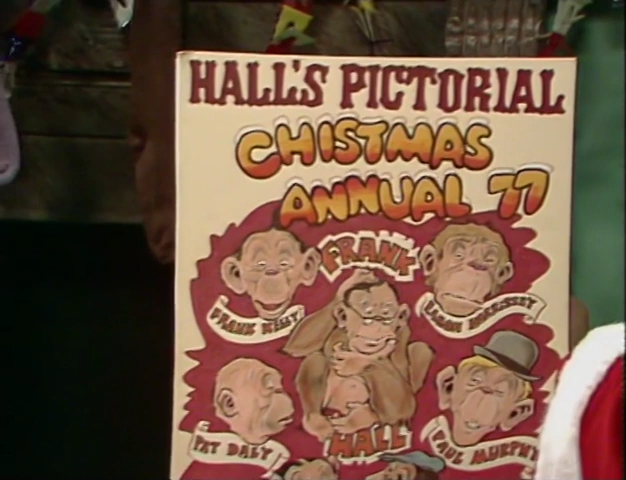 HALL'S PICTORIAL
CHISTMAS
ANNUAL 77
FRANK
FRANK KELLY
EAMON MORRISSEY
PAT DALY
HALL
PAUL MURPHY